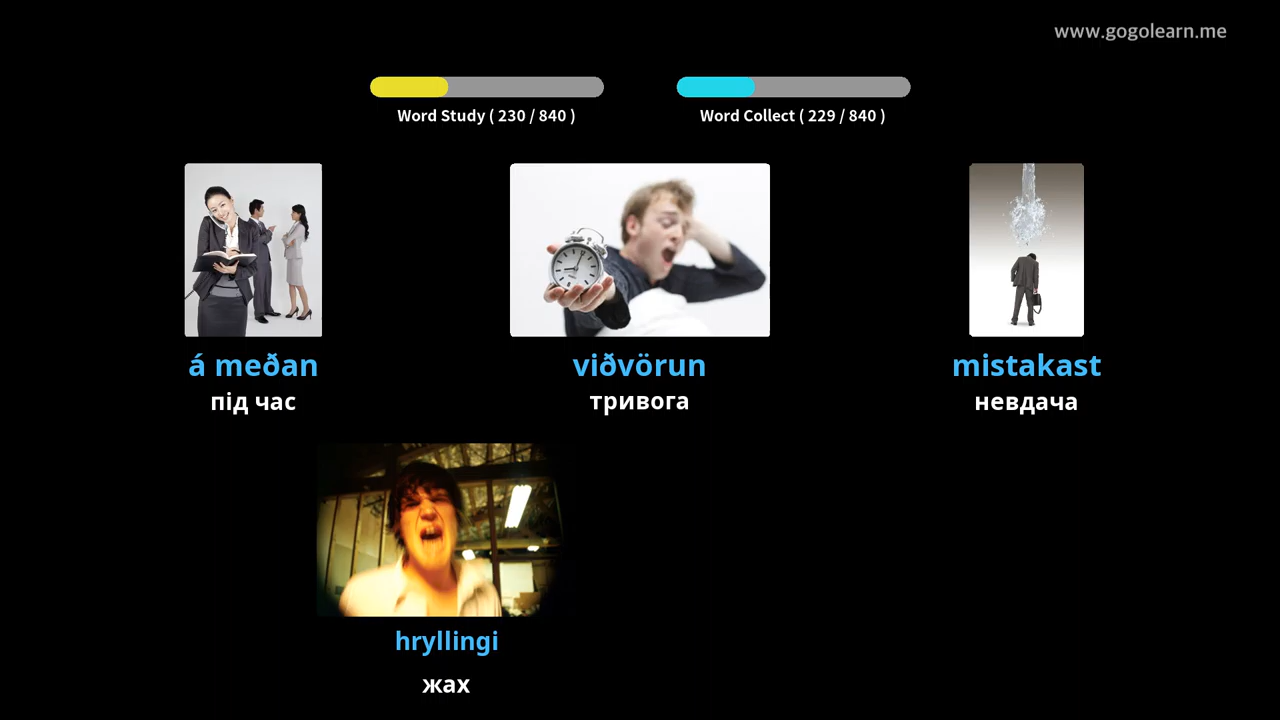 www.gogolearn.me
Word Study ( 230 / 840 )
Word Collect ( 229 / 840 )
á meðan
під час
viðvörun
тривога
mistakast
невдача
hryllingi
жах